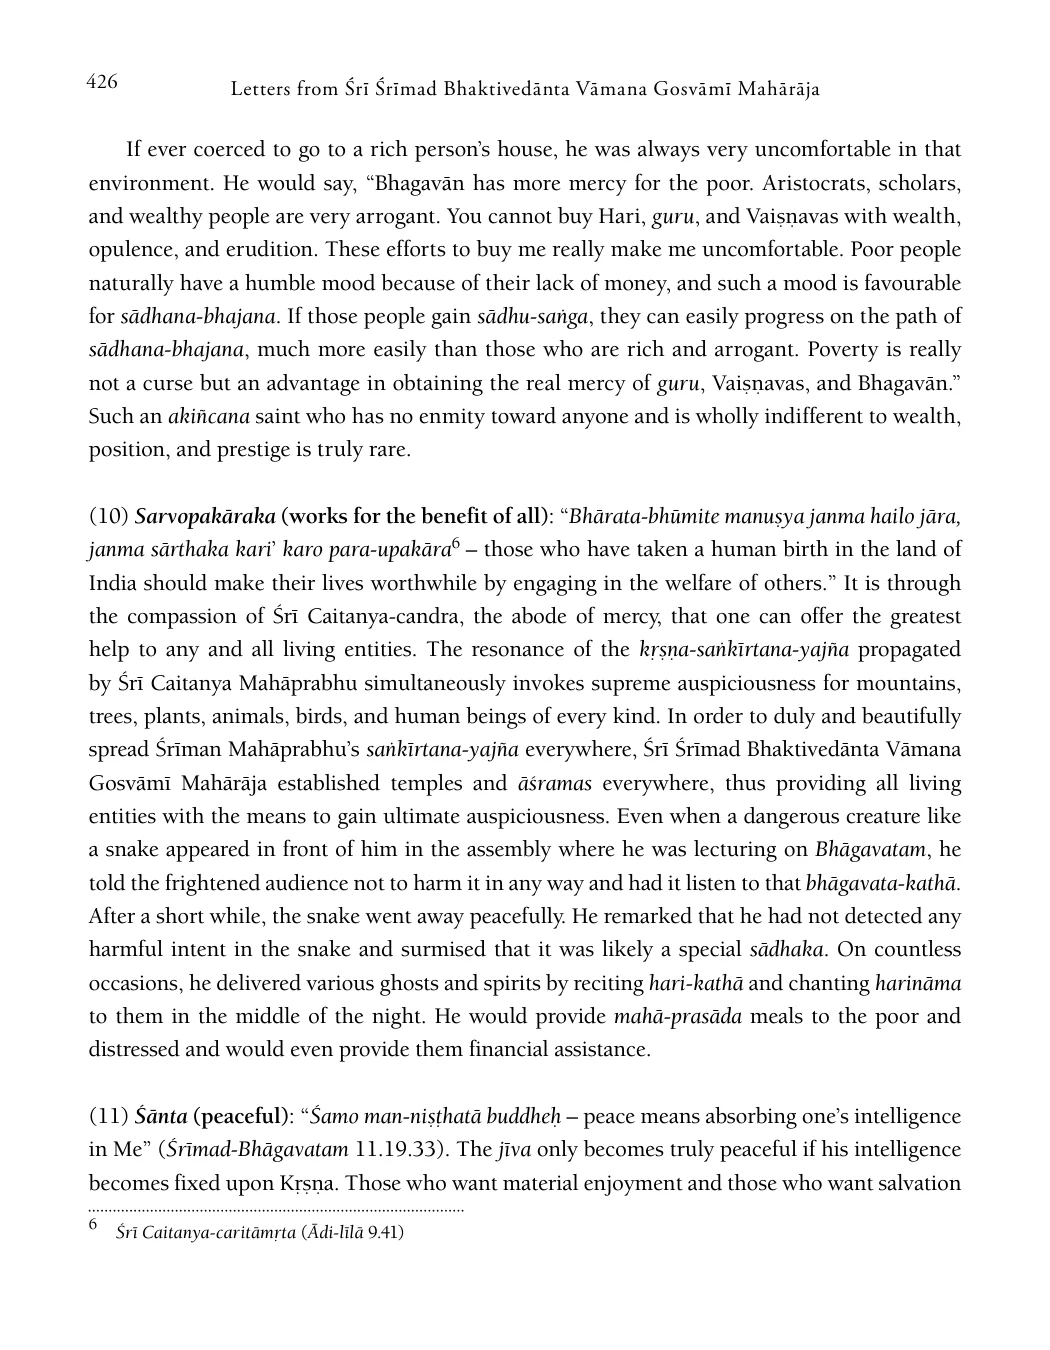 426
Letters from Śrī Śrīmad Bhaktivedānta Vāmana Gosvāmī Mahārāja
If ever coerced to go to a rich person’s house, he was always very uncomfortable in that
environment. He would say, “Bhagavān has more mercy for the poor. Aristocrats, scholars,
and wealthy people are very arrogant. You cannot buy Hari, guru, and Vaiṣṇavas with wealth,
opulence, and erudition. These efforts to buy me really make me uncomfortable. Poor people
naturally have a humble mood because of their lack of money, and such a mood is favourable
for sādhana-bhajana. If those people gain sādhu-saṅga, they can easily progress on the path of
sādhana-bhajana, much more easily than those who are rich and arrogant. Poverty is really
not a curse but an advantage in obtaining the real mercy of guru, Vaiṣṇavas, and Bhagavān.”
Such an akiñcana saint who has no enmity toward anyone and is wholly indifferent to wealth,
position, and prestige is truly rare.
(10) Sarvopakāraka (works for the benefit of all): “Bhārata-bhūmite manuṣya janma hailo jāra,
janma sārthaka kari’ karo para-upakāra6 – those who have taken a human birth in the land of
India should make their lives worthwhile by engaging in the welfare of others.” It is through
the compassion of Śrī Caitanya-candra, the abode of mercy, that one can offer the greatest
help to any and all living entities. The resonance of the kṛṣṇa-saṅkīrtana-yajña propagated
by Śrī Caitanya Mahāprabhu simultaneously invokes supreme auspiciousness for mountains,
trees, plants, animals, birds, and human beings of every kind. In order to duly and beautifully
spread Śrīman Mahāprabhu’s saṅkīrtana-yajña everywhere, Śrī Śrīmad Bhaktivedānta Vāmana
Gosvāmī Mahārāja established temples and āśramas everywhere, thus providing all living
entities with the means to gain ultimate auspiciousness. Even when a dangerous creature like
a snake appeared in front of him in the assembly where he was lecturing on Bhāgavatam, he
told the frightened audience not to harm it in any way and had it listen to that bhāgavata-kathā.
After a short while, the snake went away peacefully. He remarked that he had not detected any
harmful intent in the snake and surmised that it was likely a special sādhaka. On countless
occasions, he delivered various ghosts and spirits by reciting hari-kathā and chanting harināma
to them in the middle of the night. He would provide mahā-prasāda meals to the poor and
distressed and would even provide them financial assistance.
(11) Śānta (peaceful): “Śamo man-niṣṭhatā buddheḥ – peace means absorbing one’s intelligence
in Me” (Śrīmad-Bhāgavatam 11.19.33). The jīva only becomes truly peaceful if his intelligence
becomes fixed upon Kṛṣṇa. Those who want material enjoyment and those who want salvation
6 Śrī Caitanya-caritāmṛta (Ādi-līlā 9.41)